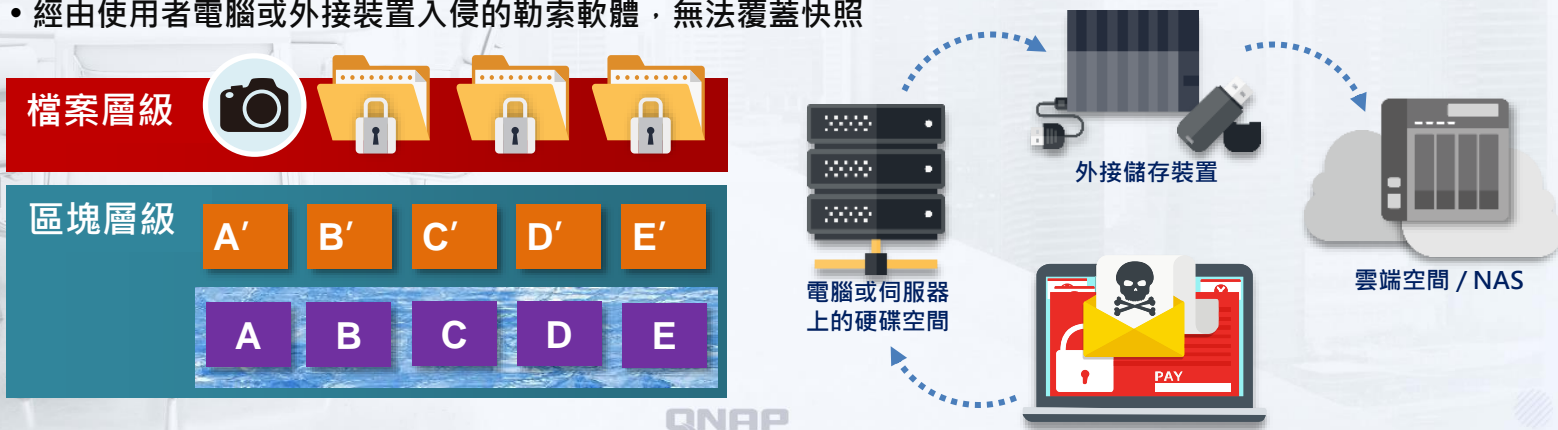 • 經由使用者電腦或外接裝置入侵的勒索軟體，無法覆蓋快照
檔案層級
區塊層級
A′ B′ C′ D′ E′
A B C D E
外接儲存裝置
電腦或伺服器
上的硬碟空間
雲端空間 / NAS
PAY
QNAP